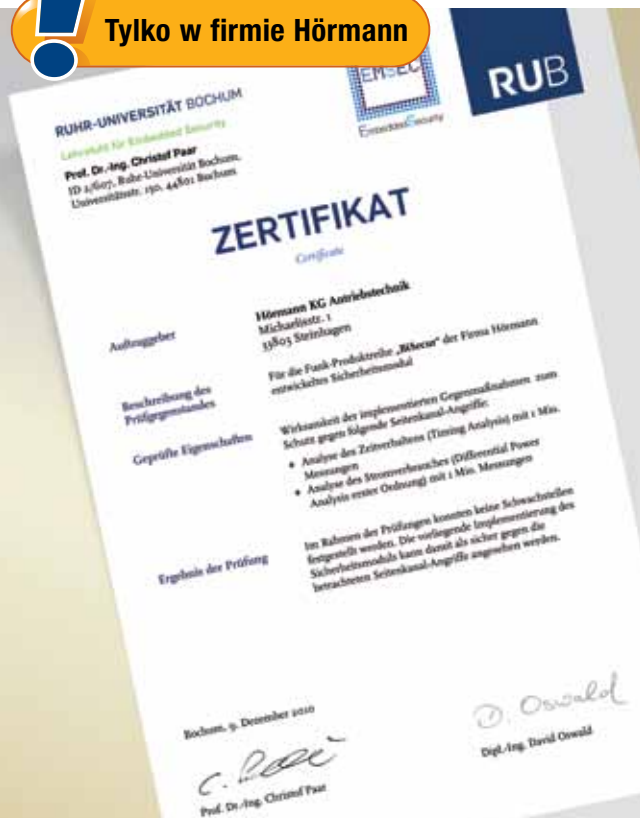 Tylko w firmie Hörmann
RUHR-UNIVERSITÄT BOCHUM
Lehrstuhl für Embedded Security
Prof. Dr.-Ing. Christof Paar
ID 2/607, Ruhr-Universität Bochum,
Universitätsstr. 150, 44801 Bochum
EMSEC
Embedded Security
RUB
ZERTIFIKAT
Certificate
Auftraggeber
Hörmann KG Antriebstechnik
Michaelisstr. 1
33803 Steinhagen
Beschreibung des
Prüfgegenstandes
Für die Funk-Produktreihe „BiSecur“ der Firma Hörmann
entwickeltes Sicherheitsmodul
Geprüfte Eigenschaften
Wirksamkeit der implementierten Gegenmaßnahmen zum
Schutz gegen folgende Seitenkanal-Angriffe:
• Analyse des Zeitverhaltens (Timing Analysis) mit 1 Mio.
Messungen
• Analyse des Stromverbrauches (Differential Power
Analysis erster Ordnung) mit 1 Mio. Messungen
Ergebnis der Prüfung
Im Rahmen der Prüfungen konnten keine Schwachstellen
festgestellt werden. Die vorliegende Implementierung des
Sicherheitsmoduls kann damit als sicher gegen die
betrachteten Seitenkanal-Angriffe angesehen werden.
Bochum, 9. Dezember 2010
C. Paar
Prof. Dr.-Ing. Christof Paar
D. Oswald
Dipl.-Ing. David Oswald